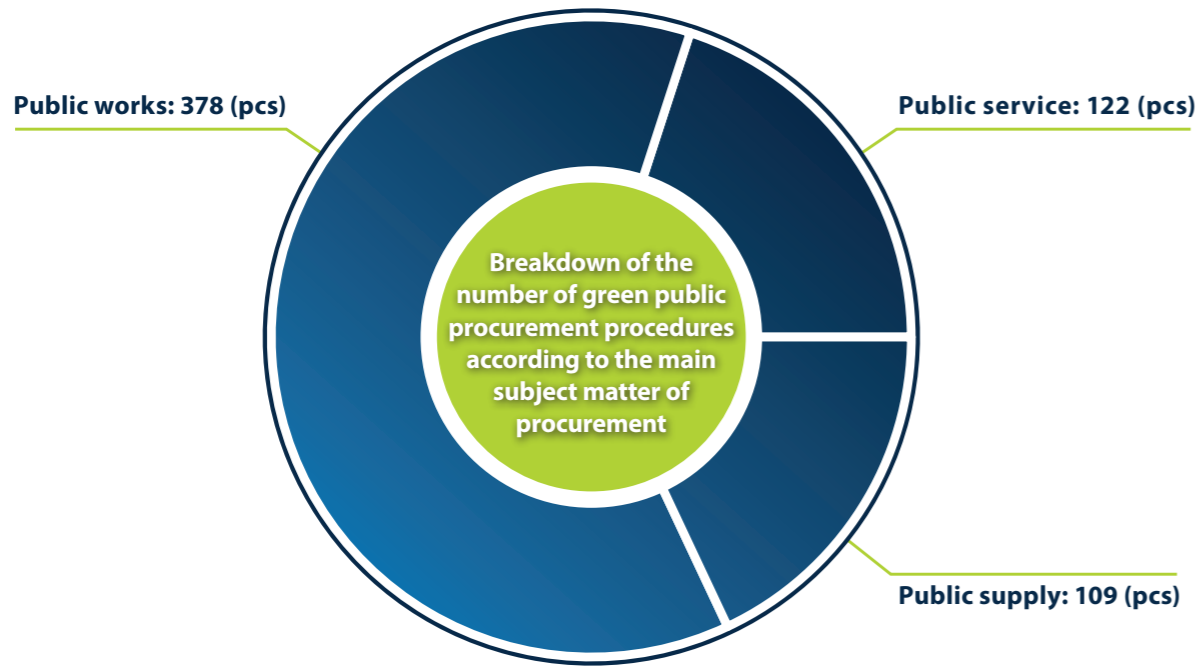 Public works: 378 (pcs)
Public service: 122 (pcs)
Breakdown of the
number of green public
procurement procedures
according to the main
subject matter of
procurement
Public supply: 109 (pcs)